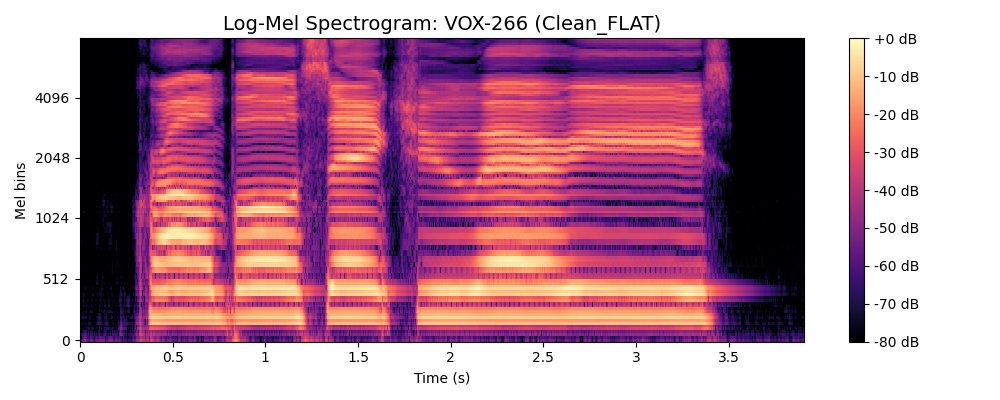 Log-Mel Spectrogram: VOX-266 (Clean_FLAT)
Mel bins
4096
2048
1024
512
0
0
0.5
1
1.5
2
2.5
3
3.5
Time (s)
+0 dB
-10 dB
-20 dB
-30 dB
-40 dB
-50 dB
-60 dB
-70 dB
-80 dB